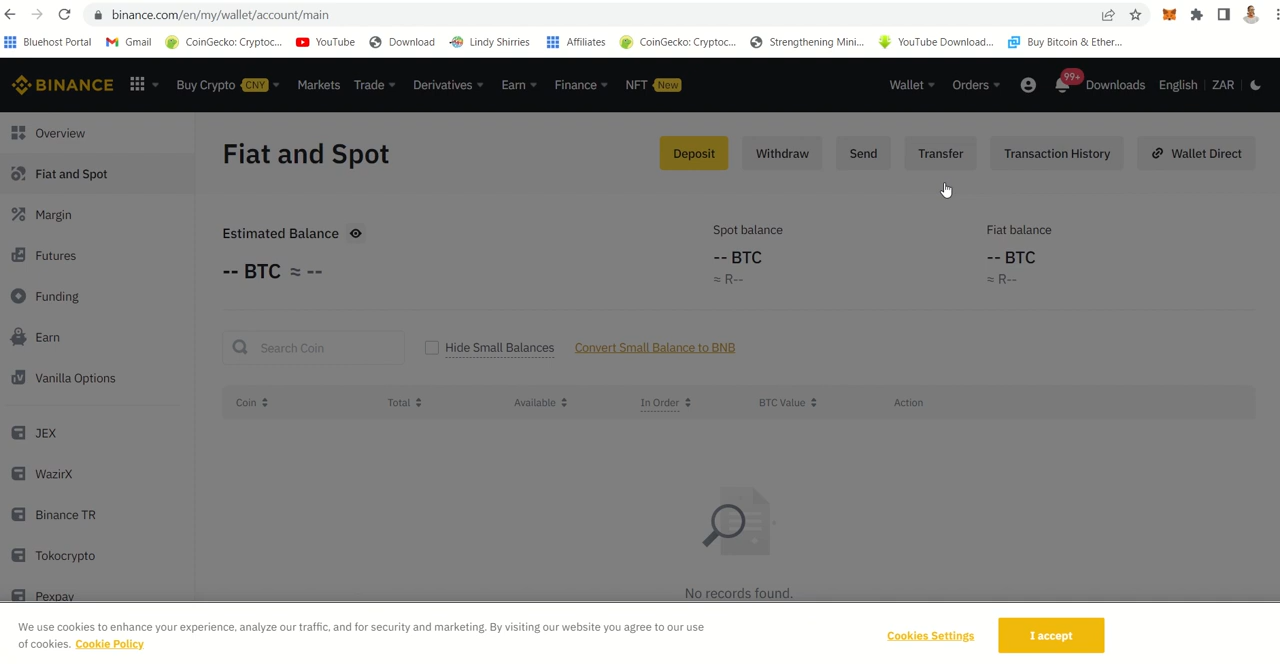 binance.com/en/my/wallet/account/main
Bluehost Portal Gmail CoinGecko: Cryptoc... YouTube Download Lindy Shirries Affiliates CoinGecko: Cryptoc... Strengthening Mini... YouTube Download... Buy Bitcoin & Ether...
BINANCE Buy Crypto CNY Markets Trade Derivatives Earn Finance NFT New Wallet Orders 99+ Downloads English ZAR
Overview
Fiat and Spot Deposit Withdraw Send Transfer Transaction History Wallet Direct
Fiat and Spot
Margin
Estimated Balance Spot balance Fiat balance
Futures
-- BTC ≈ -- -- BTC -- BTC
≈ R-- ≈ R--
Funding
Earn
Search Coin Hide Small Balances Convert Small Balance to BNB
Vanilla Options
Coin Total Available In Order BTC Value Action
JEX
WazirX
Binance TR
Tokocrypto
Pexpay
No records found.
We use cookies to enhance your experience, analyze our traffic, and for security and marketing. By visiting our website you agree to our use
of cookies. Cookie Policy
Cookies Settings I accept